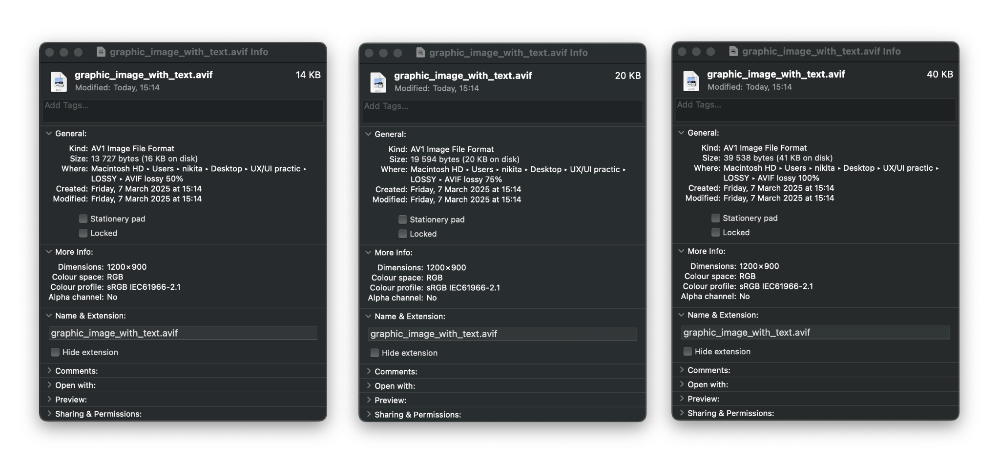 graphic_image_with_text.avif Info
graphic_image_with_text.avif 14 KB
Modified: Today, 15:14
Add Tags...
General:
Kind: AV1 Image File Format
Size: 13 727 bytes (16 KB on disk)
Where: Macintosh HD ▸ Users ▸ nikita ▸ Desktop ▸ UX/UI practic ▸
LOSSY ▸ AVIF lossy 50%
Created: Friday, 7 March 2025 at 15:14
Modified: Friday, 7 March 2025 at 15:14
Stationery pad
Locked
More Info:
Dimensions: 1200×900
Colour space: RGB
Colour profile: sRGB IEC61966-2.1
Alpha channel: No
Name & Extension:
graphic_image_with_text.avif
Hide extension
Comments:
Open with:
Preview:
Sharing & Permissions:
graphic_image_with_text.avif Info
graphic_image_with_text.avif 20 KB
Modified: Today, 15:14
Add Tags...
General:
Kind: AV1 Image File Format
Size: 19 594 bytes (20 KB on disk)
Where: Macintosh HD ▸ Users ▸ nikita ▸ Desktop ▸ UX/UI practic ▸
LOSSY ▸ AVIF lossy 75%
Created: Friday, 7 March 2025 at 15:14
Modified: Friday, 7 March 2025 at 15:14
Stationery pad
Locked
More Info:
Dimensions: 1200×900
Colour space: RGB
Colour profile: sRGB IEC61966-2.1
Alpha channel: No
Name & Extension:
graphic_image_with_text.avif
Hide extension
Comments:
Open with:
Preview:
Sharing & Permissions:
graphic_image_with_text.avif Info
graphic_image_with_text.avif 40 KB
Modified: Today, 15:14
Add Tags...
General:
Kind: AV1 Image File Format
Size: 39 538 bytes (41 KB on disk)
Where: Macintosh HD ▸ Users ▸ nikita ▸ Desktop ▸ UX/UI practic ▸
LOSSY ▸ AVIF lossy 100%
Created: Friday, 7 March 2025 at 15:14
Modified: Friday, 7 March 2025 at 15:14
Stationery pad
Locked
More Info:
Dimensions: 1200×900
Colour space: RGB
Colour profile: sRGB IEC61966-2.1
Alpha channel: No
Name & Extension:
graphic_image_with_text.avif
Hide extension
Comments:
Open with:
Preview:
Sharing & Permissions: